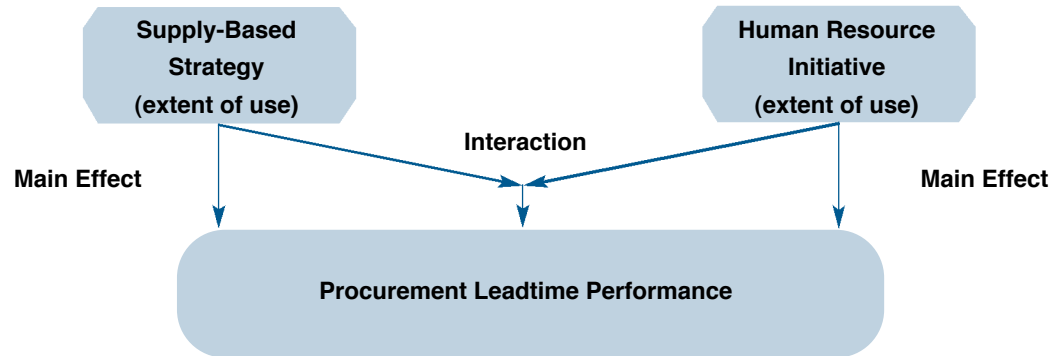 Supply-Based
Strategy
(extent of use)
Human Resource
Initiative
(extent of use)
Interaction
Main Effect
Main Effect
Procurement Leadtime Performance